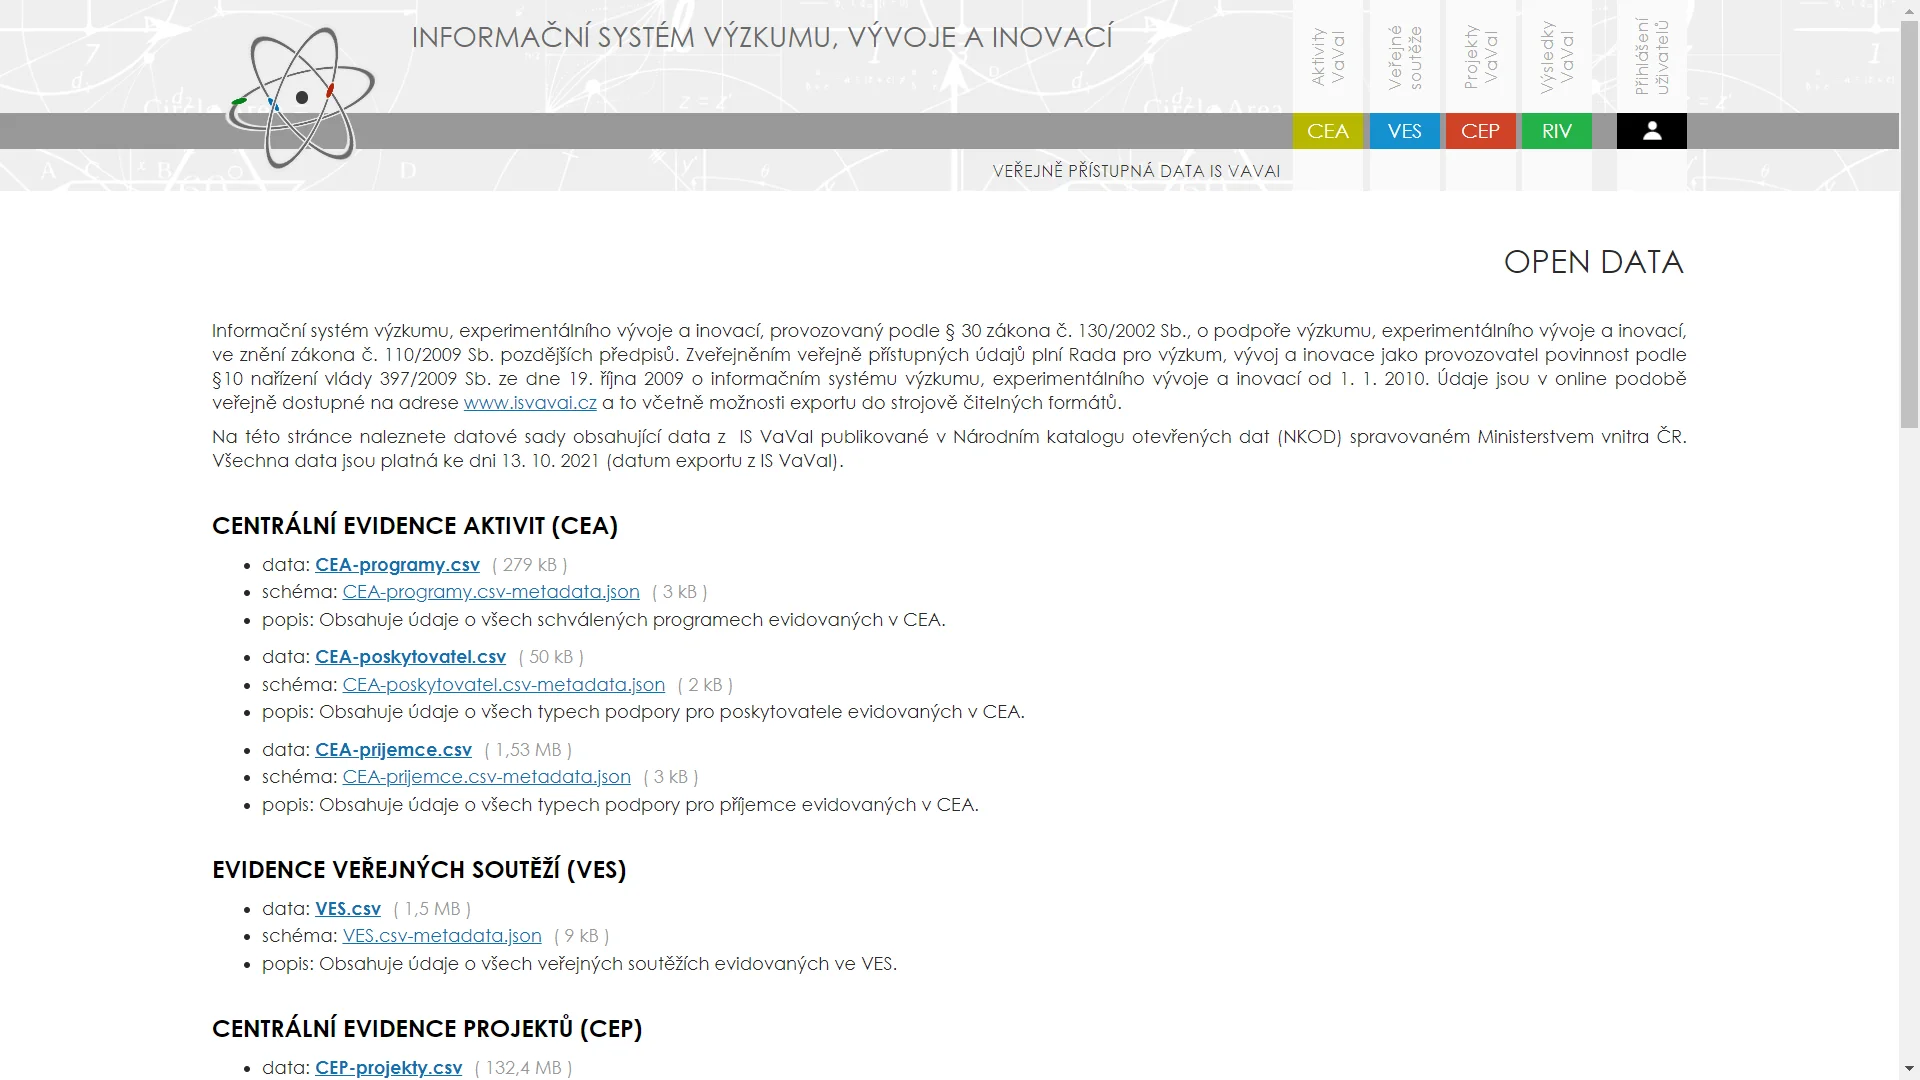 INFORMAČNÍ SYSTÉM VÝZKUMU, VÝVOJE A INOVACÍ
Aktivity VaVaI
Veřejné soutěže
Projekty VaVaI
Výsledky VaVaI
Přihlášení uživatelů
CEA
VES
CEP
RIV
VEŘEJNĚ PŘÍSTUPNÁ DATA IS VAVAI
OPEN DATA
Informační systém výzkumu, experimentálního vývoje a inovací, provozovaný podle § 30 zákona č. 130/2002 Sb., o podpoře výzkumu, experimentálního vývoje a inovací,
ve znění zákona č. 110/2009 Sb. pozdějších předpisů. Zveřejněním veřejně přístupných údajů plní Rada pro výzkum, vývoj a inovace jako provozovatel povinnost podle
§10 nařízení vlády 397/2009 Sb. ze dne 19. října 2009 o informačním systému výzkumu, experimentálního vývoje a inovací od 1. 1. 2010. Údaje jsou v online podobě
veřejně dostupné na adrese www.isvavai.cz a to včetně možnosti exportu do strojově čitelných formátů.
Na této stránce naleznete datové sady obsahující data z IS VaVaI publikované v Národním katalogu otevřených dat (NKOD) spravovaném Ministerstvem vnitra ČR.
Všechna data jsou platná ke dni 13. 10. 2021 (datum exportu z IS VaVaI).
CENTRÁLNÍ EVIDENCE AKTIVIT (CEA)
• data: CEA-programy.csv ( 279 kB )
• schéma: CEA-programy.csv-metadata.json ( 3 kB )
• popis: Obsahuje údaje o všech schválených programech evidovaných v CEA.
• data: CEA-poskytovatel.csv ( 50 kB )
• schéma: CEA-poskytovatel.csv-metadata.json ( 2 kB )
• popis: Obsahuje údaje o všech typech podpory pro poskytovatele evidovaných v CEA.
• data: CEA-prijemce.csv ( 1,53 MB )
• schéma: CEA-prijemce.csv-metadata.json ( 3 kB )
• popis: Obsahuje údaje o všech typech podpory pro příjemce evidovaných v CEA.
EVIDENCE VEŘEJNÝCH SOUTĚŽÍ (VES)
• data: VES.csv ( 1,5 MB )
• schéma: VES.csv-metadata.json ( 9 kB )
• popis: Obsahuje údaje o všech veřejných soutěžích evidovaných ve VES.
CENTRÁLNÍ EVIDENCE PROJEKTŮ (CEP)
• data: CEP-projekty.csv ( 132,4 MB )